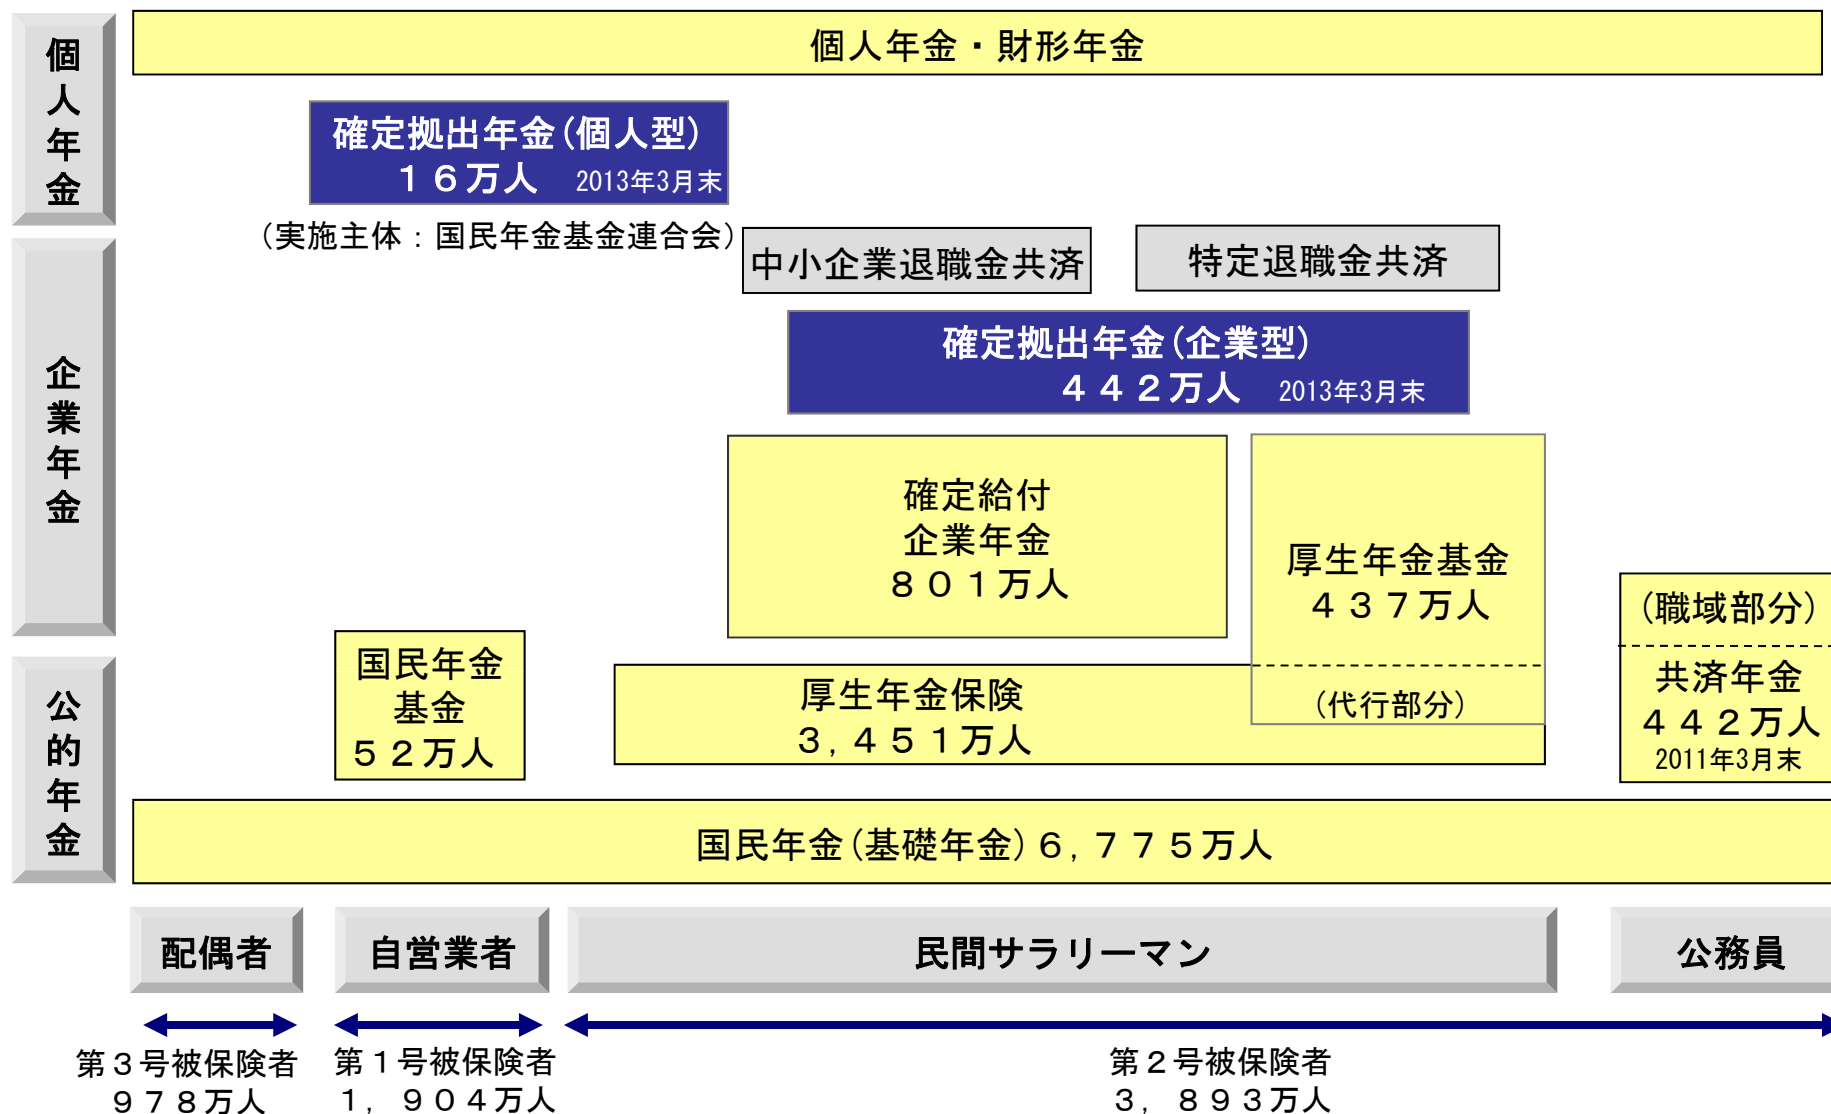 個人年金
個人年金・財形年金
確定拠出年金(個人型)
１６万人 2013年3月末
(実施主体：国民年金基金連合会)
企業年金
中小企業退職金共済
特定退職金共済
確定拠出年金(企業型)
４４２万人 2013年3月末
確定給付
企業年金
８０１万人
厚生年金基金
４３７万人
(代行部分)
(職域部分)
共済年金
４４２万人
2011年3月末
公的年金
国民年金
基金
５２万人
厚生年金保険
３,４５１万人
国民年金(基礎年金)６,７７５万人
配偶者
自営業者
民間サラリーマン
公務員
第３号被保険者
９７８万人
第１号被保険者
１,９０４万人
第２号被保険者
３,８９３万人